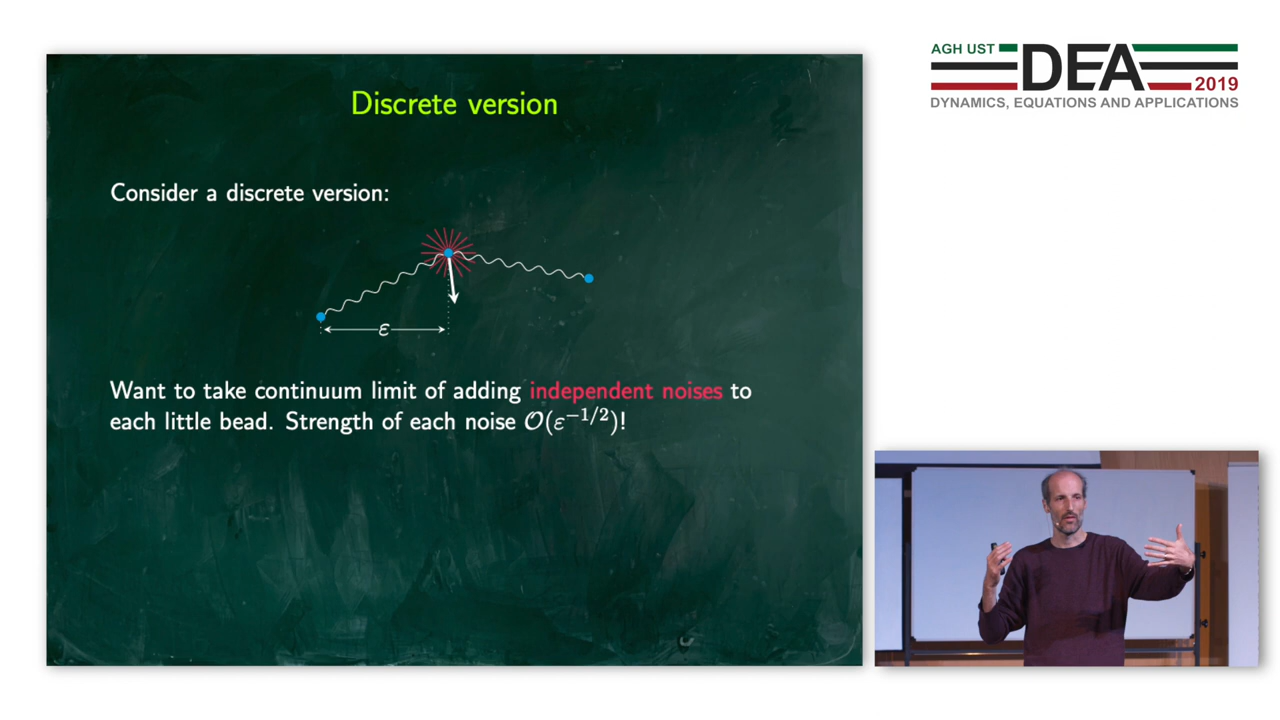 AGH UST
DEA
2019
DYNAMICS, EQUATIONS AND APPLICATIONS
Discrete version
Consider a discrete version:
ε
Want to take continuum limit of adding independent noises to
each little bead. Strength of each noise 𝒪(ε^{-1/2})!